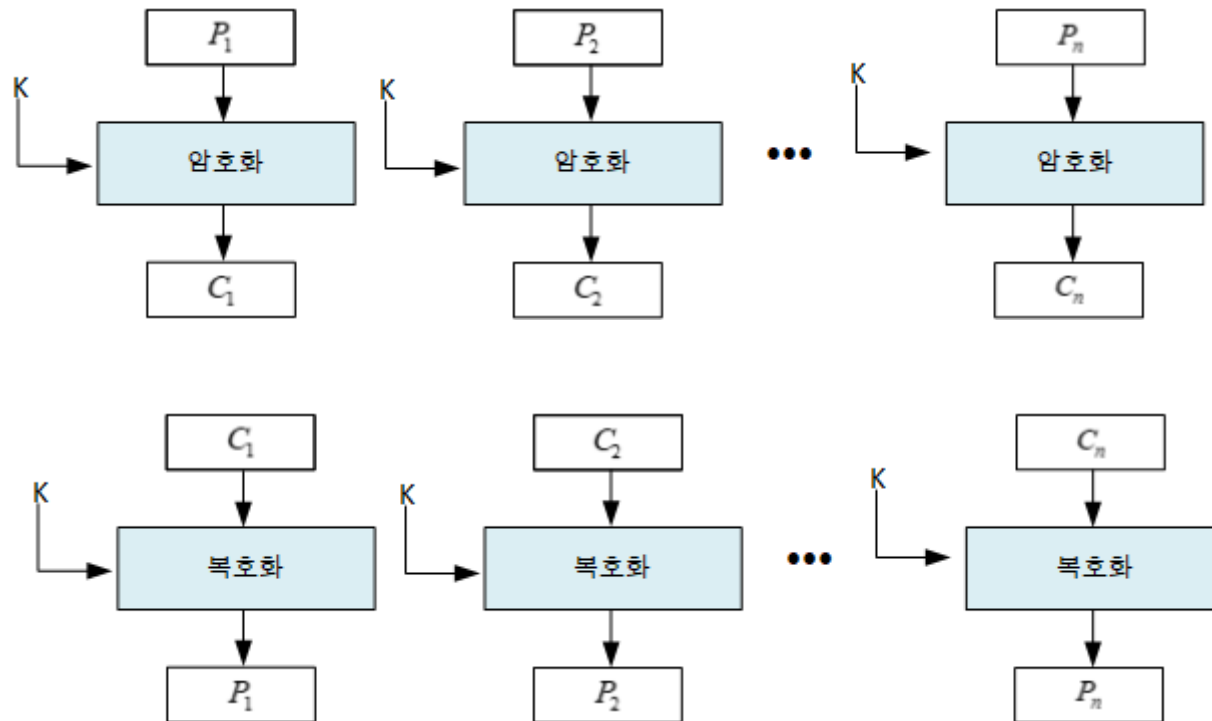 P₁ P₂ Pₙ
K K K
암호화 암호화 ••• 암호화
C₁ C₂ Cₙ
C₁ C₂ Cₙ
K K K
복호화 복호화 ••• 복호화
P₁ P₂ Pₙ